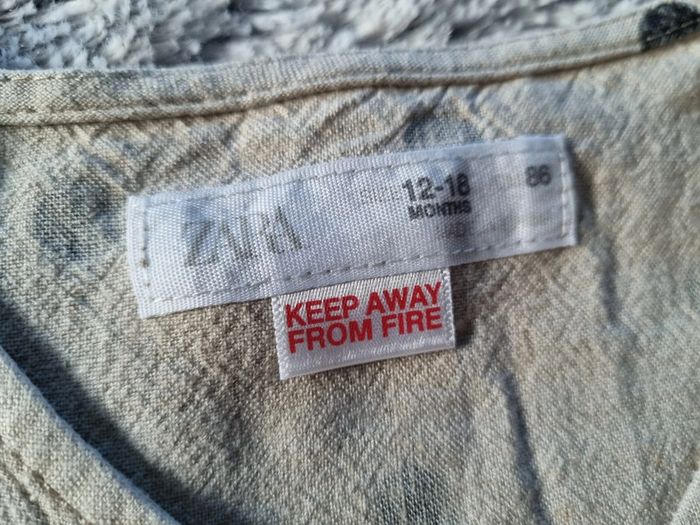 ZARA
12-18
MONTHS
86
KEEP AWAY
FROM FIRE